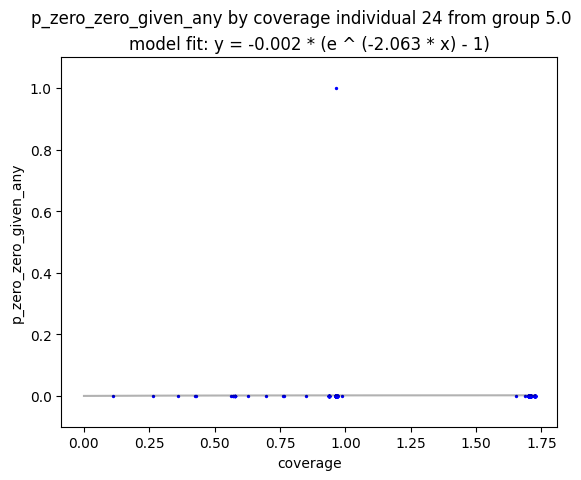 p_zero_zero_given_any by coverage individual 24 from group 5.0
model fit: y = -0.002 * (e ^ (-2.063 * x) - 1)
p_zero_zero_given_any
1.0
0.8
0.6
0.4
0.2
0.0
0.00 0.25 0.50 0.75 1.00 1.25 1.50 1.75
coverage